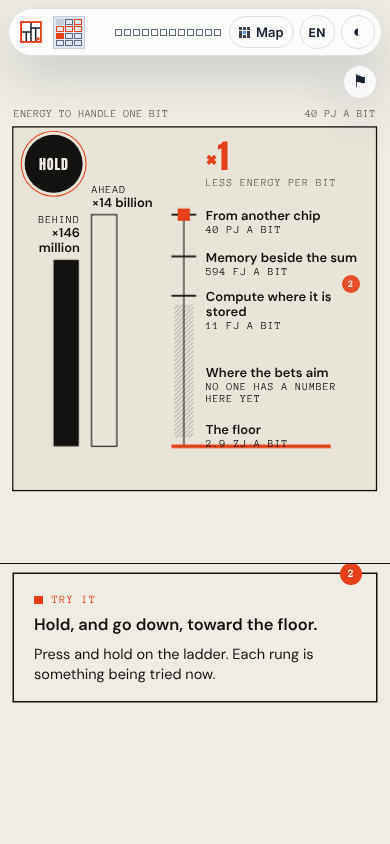 Map
EN
ENERGY TO HANDLE ONE BIT
40 PJ A BIT
HOLD
×1
LESS ENERGY PER BIT
AHEAD
×14 billion
BEHIND
×146
million
From another chip
40 PJ A BIT
Memory beside the sum
594 FJ A BIT
2
Compute where it is
stored
11 FJ A BIT
Where the bets aim
NO ONE HAS A NUMBER
HERE YET
The floor
2.9 ZJ A BIT
2
TRY IT
Hold, and go down, toward the floor.
Press and hold on the ladder. Each rung is
something being tried now.